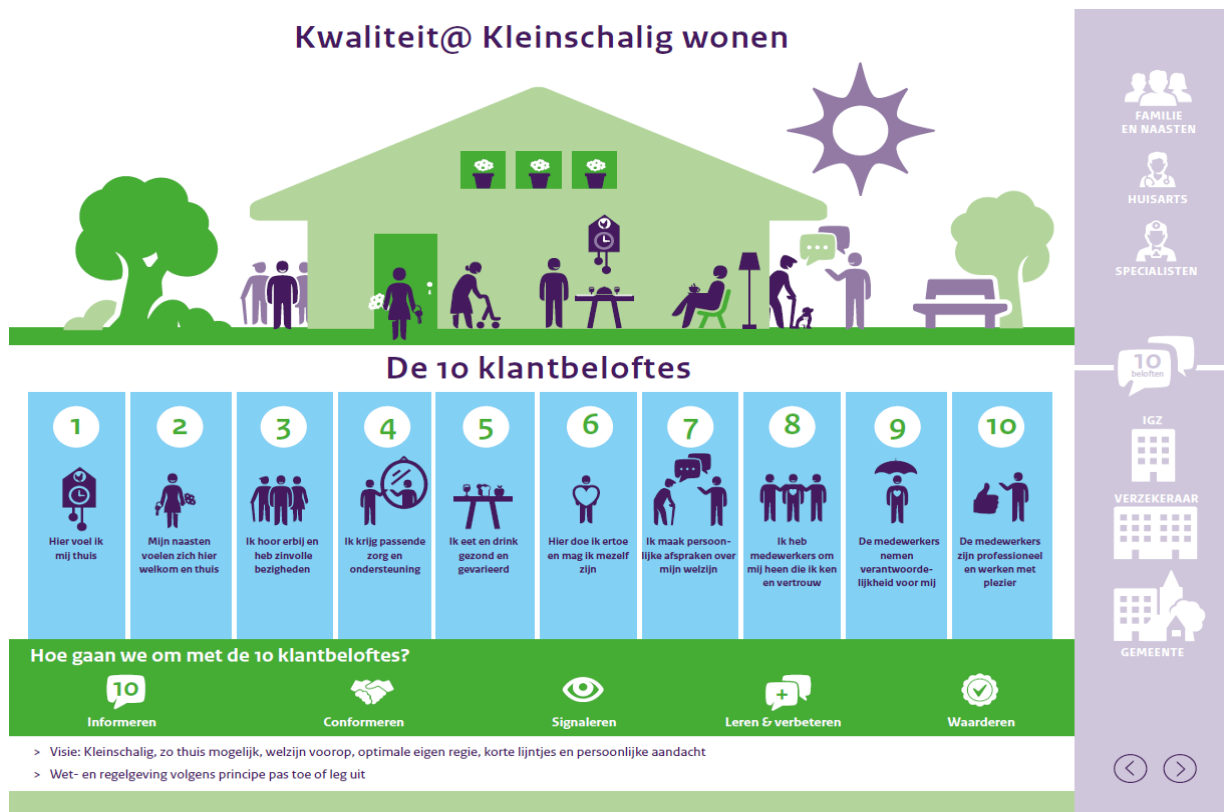 Kwaliteit@ Kleinschalig wonen
FAMILIE
EN NAASTEN
HUISARTS
SPECIALISTEN
De 10 klantbeloftes
1
Hier voel ik
mij thuis
2
Mijn naasten
voelen zich hier
welkom en thuis
3
Ik hoor erbij en
heb zinvolle
bezigheden
4
Ik krijg passende
zorg en
ondersteuning
5
Ik eet en drink
gezond en
gevarieerd
6
Hier doe ik ertoe
en mag ik mezelf
zijn
7
Ik maak persoon-
lijke afspraken over
mijn welzijn
8
Ik heb
medewerkers om
mij heen die ik ken
en vertrouw
9
De medewerkers
nemen
verantwoorde-
lijkheid voor mij
10
De medewerkers
zijn professioneel
en werken met
plezier
10
beloften
IGZ
VERZEKERAAR
GEMEENTE
Hoe gaan we om met de 10 klantbeloftes?
10
Informeren
Conformeren
Signaleren
Leren & verbeteren
Waarderen
> Visie: Kleinschalig, zo thuis mogelijk, welzijn voorop, optimale eigen regie, korte lijntjes en persoonlijke aandacht
> Wet- en regelgeving volgens principe pas toe of leg uit